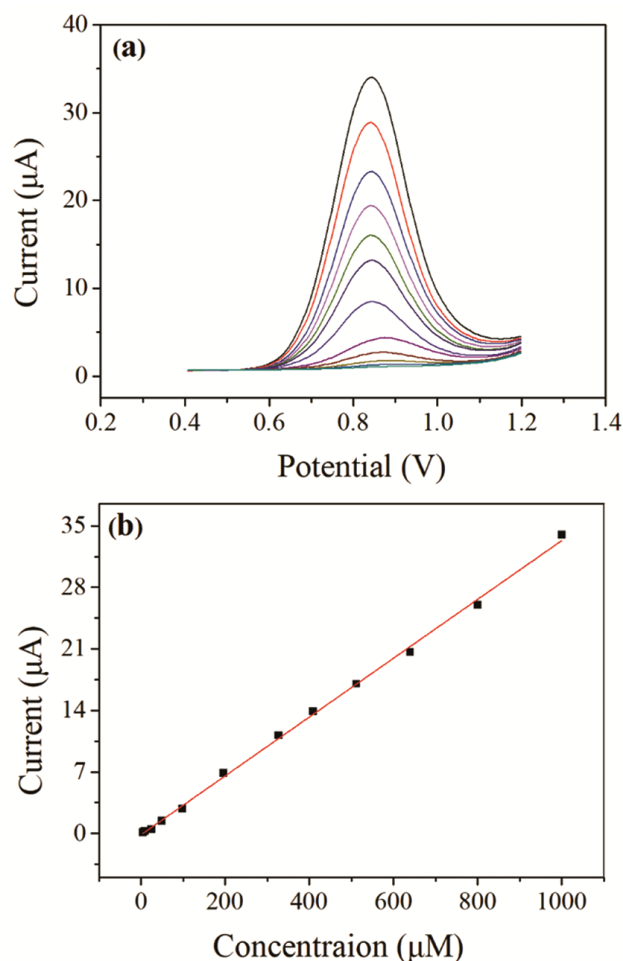 (a)
40
30
20
10
0
Current (μA)
0.2 0.4 0.6 0.8 1.0 1.2 1.4
Potential (V)
(b)
35
28
21
14
7
0
Current (μA)
0 200 400 600 800 1000
Concentraion (μM)